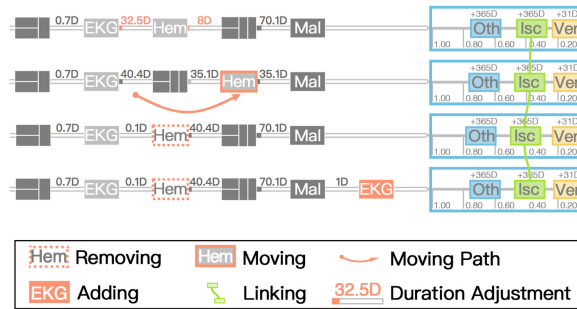 +365D +365D +31D
0.7D EKG 32.5D Hem 8D 70.1D Mal Oth Isc Ver
1.00 0.80 0.60 0.40 0.20
+365D +365D +31D
0.7D EKG 40.4D 35.1D Hem 35.1D Mal Oth Isc Ver
1.00 0.80 0.60 0.40 0.20
+365D +365D +31D
0.7D EKG 0.1D Hem 40.4D 70.1D Mal Oth Isc Ver
1.00 0.80 0.60 0.40 0.20
+365D +365D +31D
0.7D EKG 0.1D Hem 40.4D 70.1D Mal 1D EKG Oth Isc Ver
1.00 0.80 0.60 0.40 0.20
Hem Removing Hem Moving Moving Path
EKG Adding Linking 32.5D Duration Adjustment